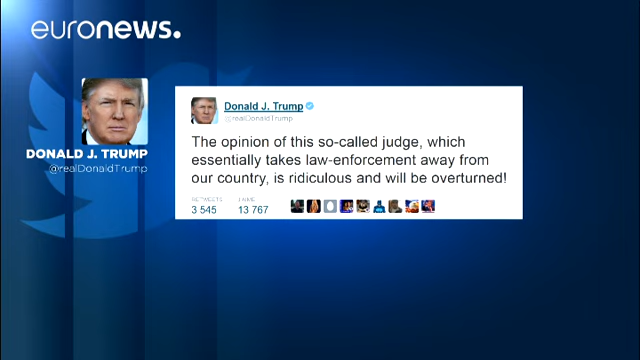 euronews.
DONALD J. TRUMP
@realDonaldTrump
Donald J. Trump
@realDonaldTrump
The opinion of this so-called judge, which
essentially takes law-enforcement away from
our country, is ridiculous and will be overturned!
RETWEETS LIKES
3 545 13 767